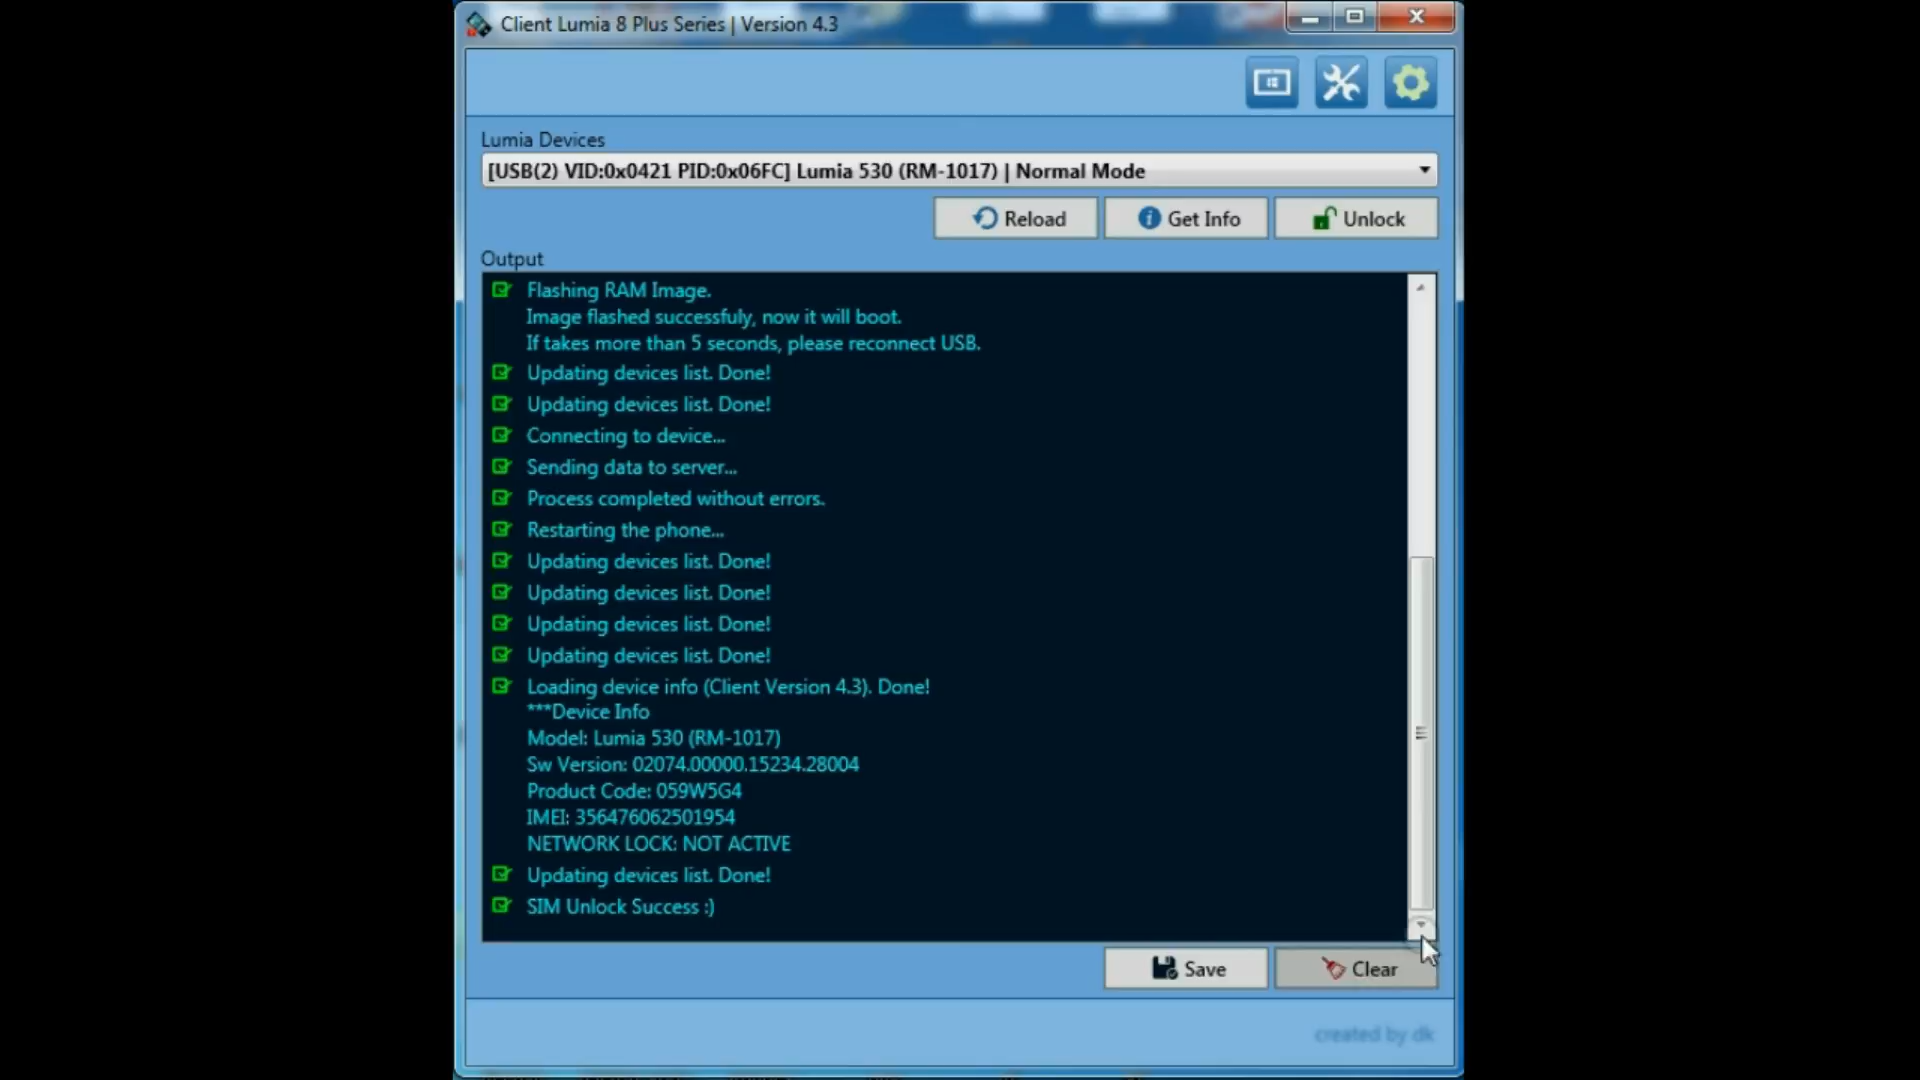 Client Lumia 8 Plus Series | Version 4.3
Lumia Devices
[USB(2) VID:0x0421 PID:0x06FC] Lumia 530 (RM-1017) | Normal Mode
Reload
Get Info
Unlock
Output
Flashing RAM Image.
Image flashed successfuly, now it will boot.
If takes more than 5 seconds, please reconnect USB.
Updating devices list. Done!
Updating devices list. Done!
Connecting to device...
Sending data to server...
Process completed without errors.
Restarting the phone...
Updating devices list. Done!
Updating devices list. Done!
Updating devices list. Done!
Updating devices list. Done!
Loading device info (Client Version 4.3). Done!
***Device Info
Model: Lumia 530 (RM-1017)
Sw Version: 02074.00000.15234.28004
Product Code: 059W5G4
IMEI: 356476062501954
NETWORK LOCK: NOT ACTIVE
Updating devices list. Done!
SIM Unlock Success :)
Save
Clear
created by dk